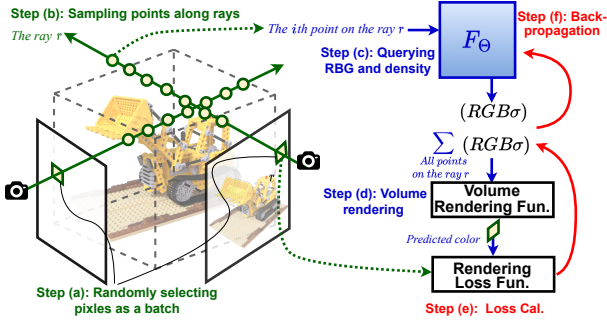 Step (b): Sampling points along rays
The ray r
The ith point on the ray r
Step (f): Back-
propagation
F_Θ
Step (c): Querying
RBG and density
(RGBσ)
∑ (RGBσ)
All points
on the ray r
Step (d): Volume
rendering
Volume
Rendering Fun.
Predicted color
Rendering
Loss Fun.
Step (e): Loss Cal.
r
Step (a): Randomly selecting
pixles as a batch